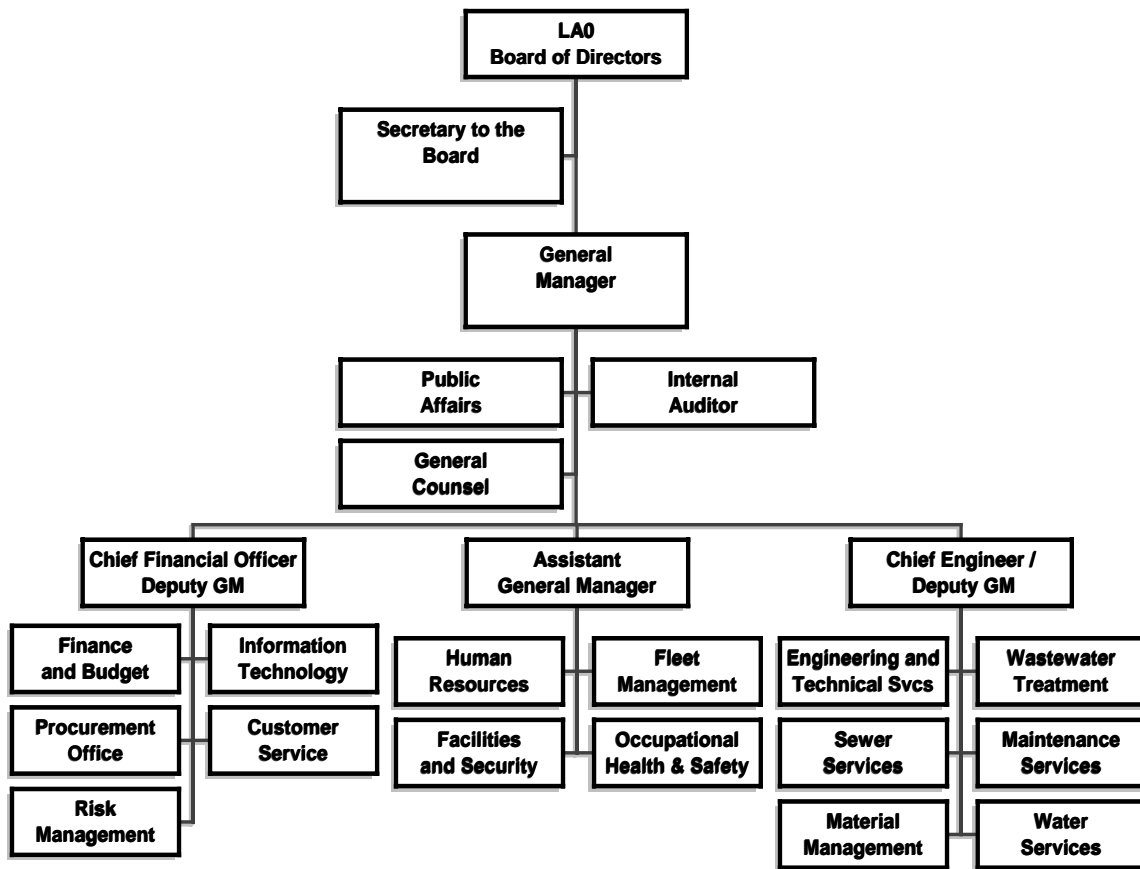 LA0
Board of Directors
Secretary to the
Board
General
Manager
Public
Affairs
Internal
Auditor
General
Counsel
Chief Financial Officer
Deputy GM
Assistant
General Manager
Chief Engineer /
Deputy GM
Finance
and Budget
Information
Technology
Human
Resources
Fleet
Management
Engineering and
Technical Svcs
Wastewater
Treatment
Procurement
Office
Customer
Service
Facilities
and Security
Occupational
Health & Safety
Sewer
Services
Maintenance
Services
Risk
Management
Material
Management
Water
Services